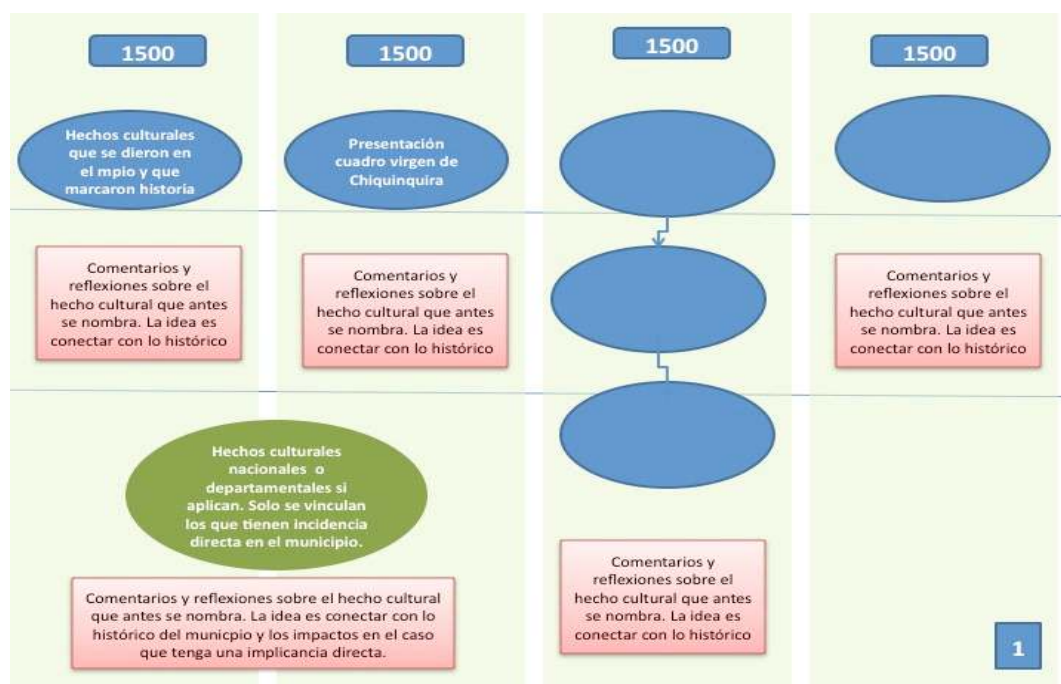 1500
1500
1500
1500
Hechos culturales
que se dieron en
el mpio y que
marcaron historia
Presentación
cuadro virgen de
Chiquinquira
Comentarios y
reflexiones sobre el
hecho cultural que antes
se nombra. La idea es
conectar con lo histórico
Comentarios y
reflexiones sobre el
hecho cultural que antes
se nombra. La idea es
conectar con lo histórico
Comentarios y
reflexiones sobre el
hecho cultural que antes
se nombra. La idea es
conectar con lo histórico
Hechos culturales
nacionales o
departamentales si
aplican. Solo se vinculan
los que tienen incidencia
directa en el municipio.
Comentarios y reflexiones sobre el hecho cultural
que antes se nombra. La idea es conectar con lo
histórico del municpio y los impactos en el caso
que tenga una implicancia directa.
Comentarios y
reflexiones sobre el
hecho cultural que antes
se nombra. La idea es
conectar con lo histórico
1